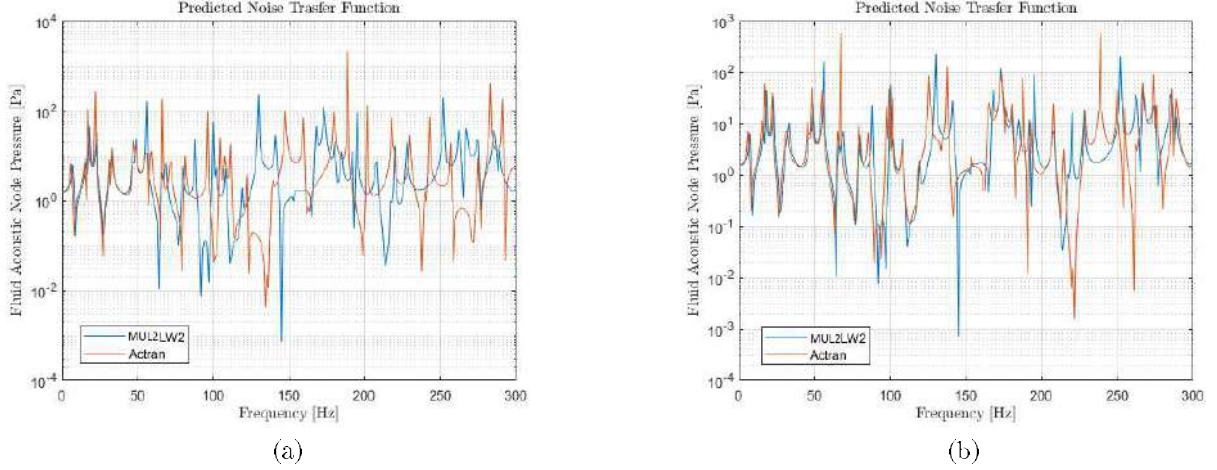 Predicted Noise Trasfer Function
Fluid Acoustic Node Pressure [Pa]
10^4
10^2
10^0
10^-2
10^-4
MUL2LW2
Actran
0 50 100 150 200 250 300
Frequency [Hz]
(a)
Predicted Noise Trasfer Function
Fluid Acoustic Node Pressure [Pa]
10^3
10^2
10^1
10^0
10^-1
10^-2
10^-3
10^-4
MUL2LW2
Actran
0 50 100 150 200 250 300
Frequency [Hz]
(b)